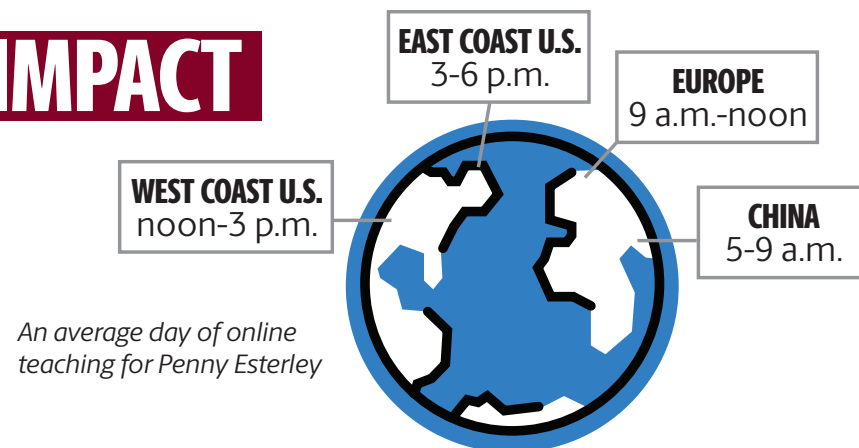 IMPACT
EAST COAST U.S.
3-6 p.m.
EUROPE
9 a.m.-noon
WEST COAST U.S.
noon-3 p.m.
CHINA
5-9 a.m.
An average day of online
teaching for Penny Esterley